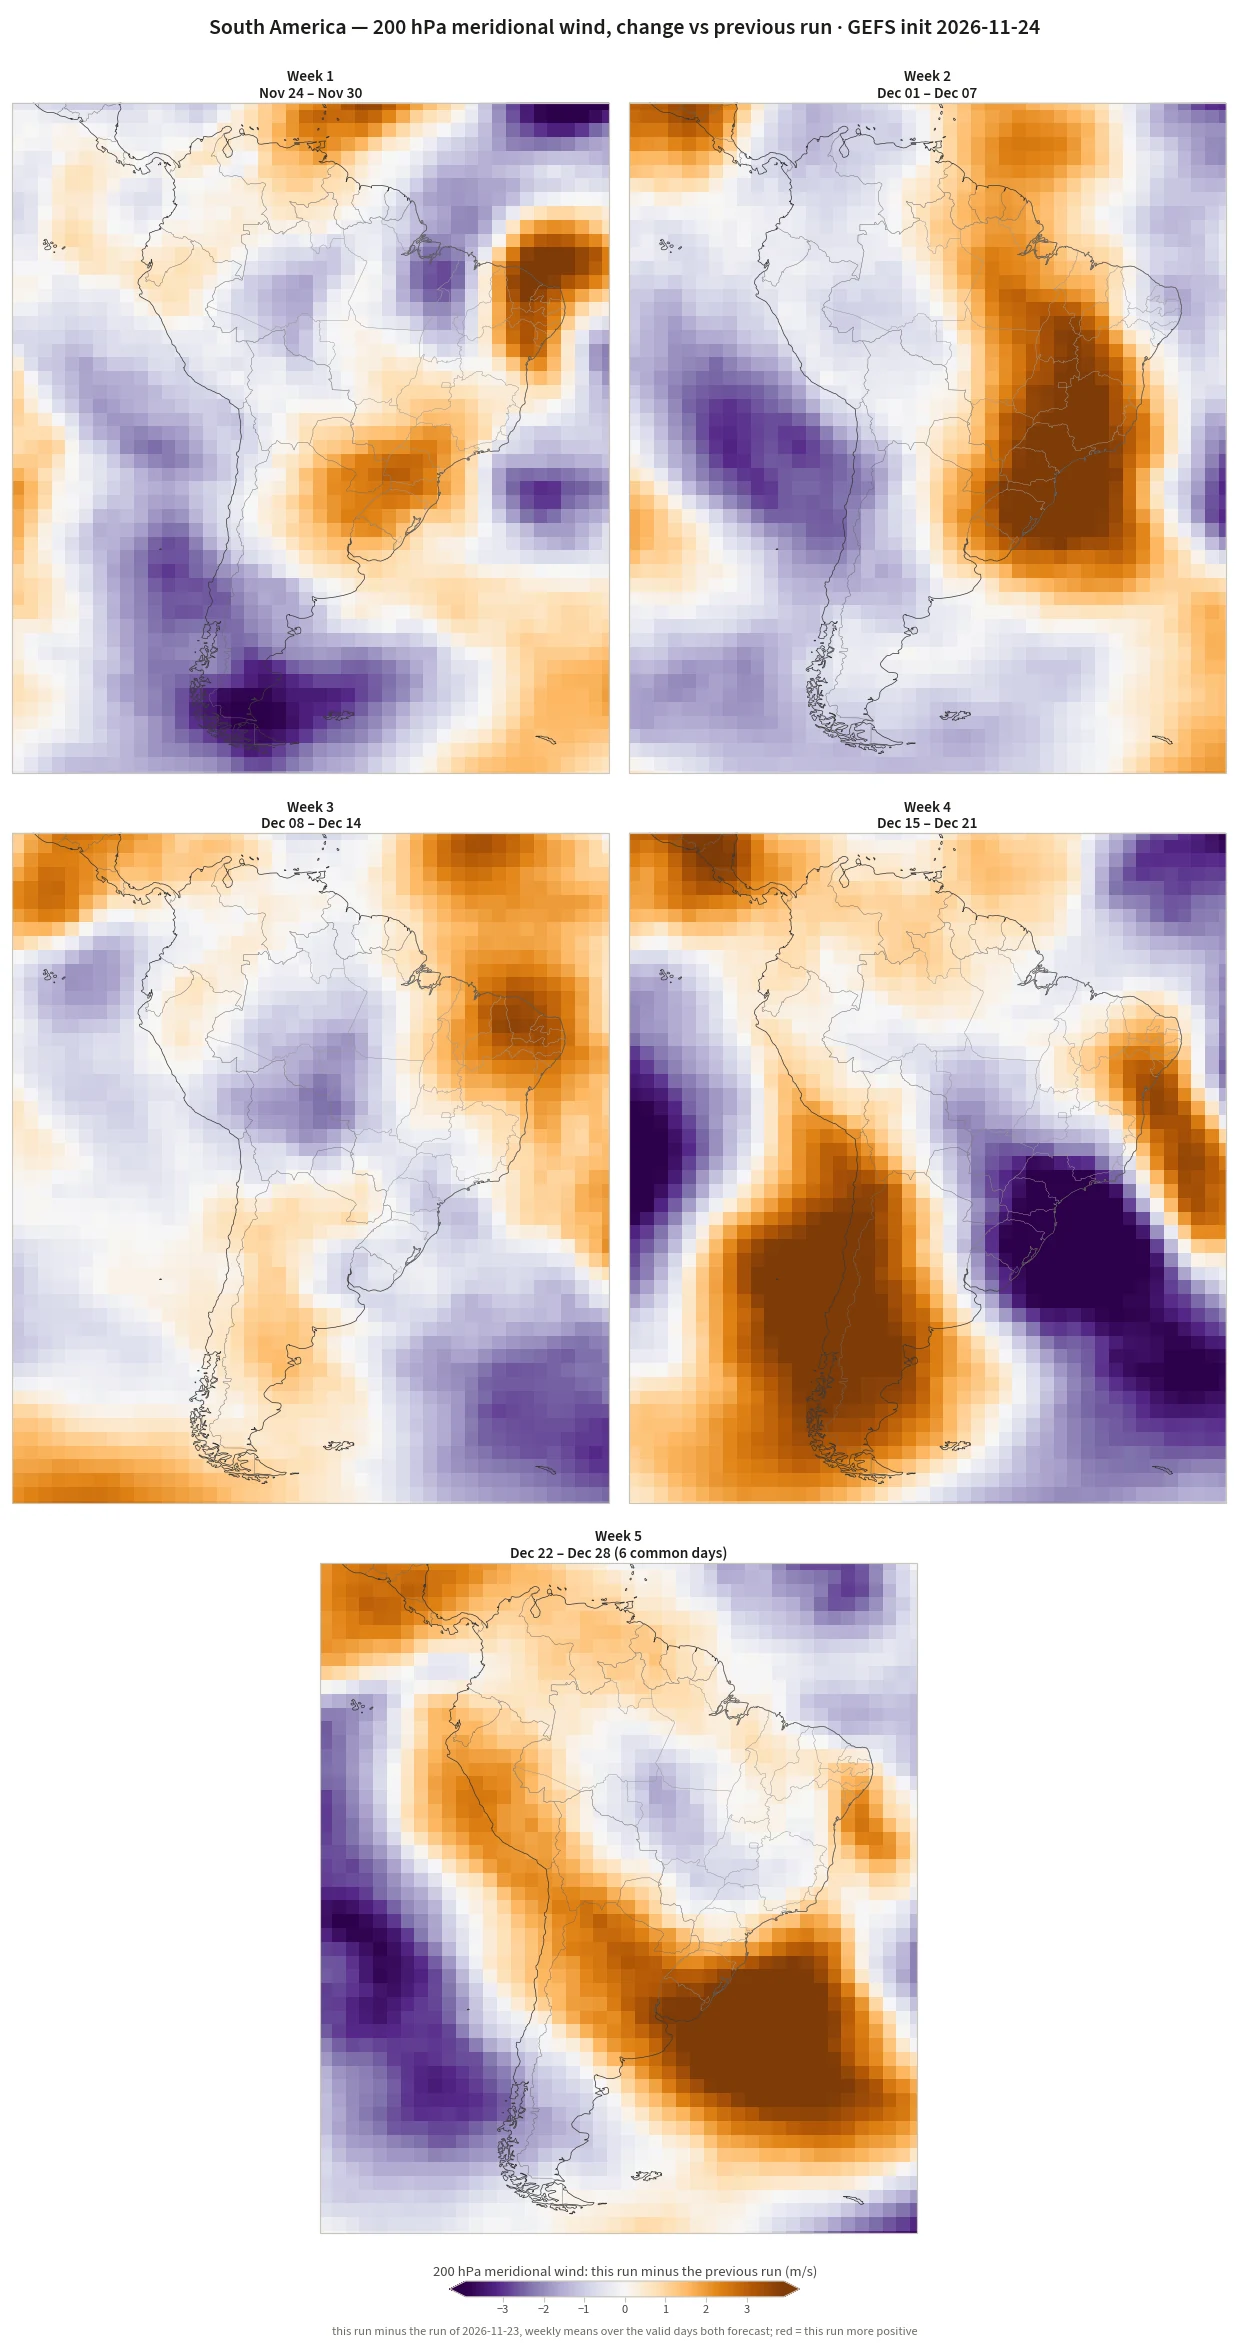 South America — 200 hPa meridional wind, change vs previous run · GEFS init 2026-11-24
Week 1
Nov 24 – Nov 30
Week 2
Dec 01 – Dec 07
Week 3
Dec 08 – Dec 14
Week 4
Dec 15 – Dec 21
Week 5
Dec 22 – Dec 28 (6 common days)
200 hPa meridional wind: this run minus the previous run (m/s)
−3 −2 −1 0 1 2 3
this run minus the run of 2026-11-23, weekly means over the valid days both forecast; red = this run more positive